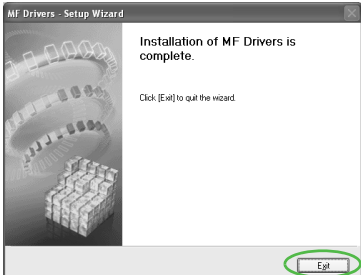 MF Drivers - Setup Wizard
Installation of MF Drivers is
complete.
Click [Exit] to quit the wizard.
Exit